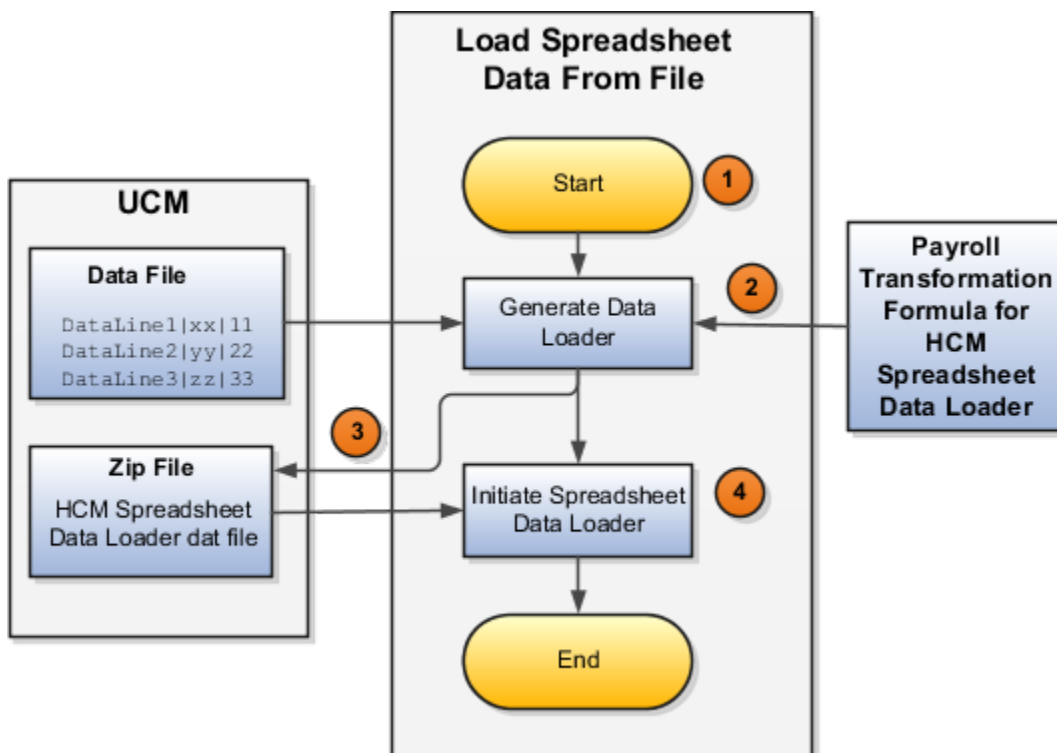 Load Spreadsheet
Data From File
Start
1
UCM
Data File
DataLine1|xx|11
DataLine2|yy|22
DataLine3|zz|33
Generate Data
Loader
2
Payroll
Transformation
Formula for
HCM
Spreadsheet
Data Loader
3
Zip File
HCM Spreadsheet
Data Loader dat file
Initiate Spreadsheet
Data Loader
4
End